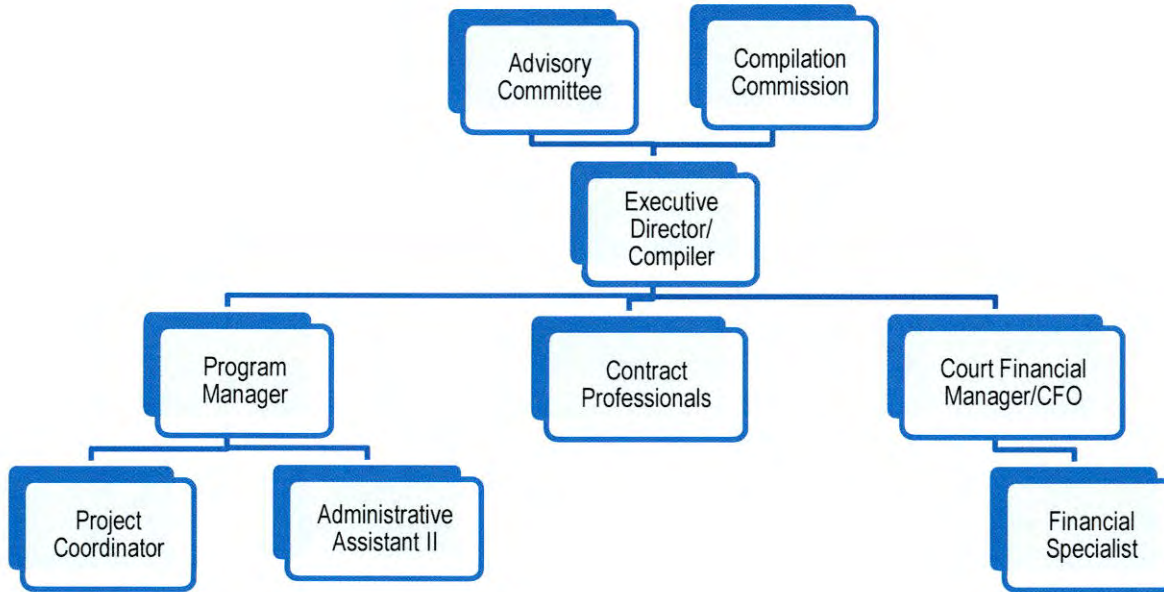 Advisory
Committee
Compilation
Commission
Executive
Director/
Compiler
Program
Manager
Contract
Professionals
Court Financial
Manager/CFO
Project
Coordinator
Administrative
Assistant II
Financial
Specialist